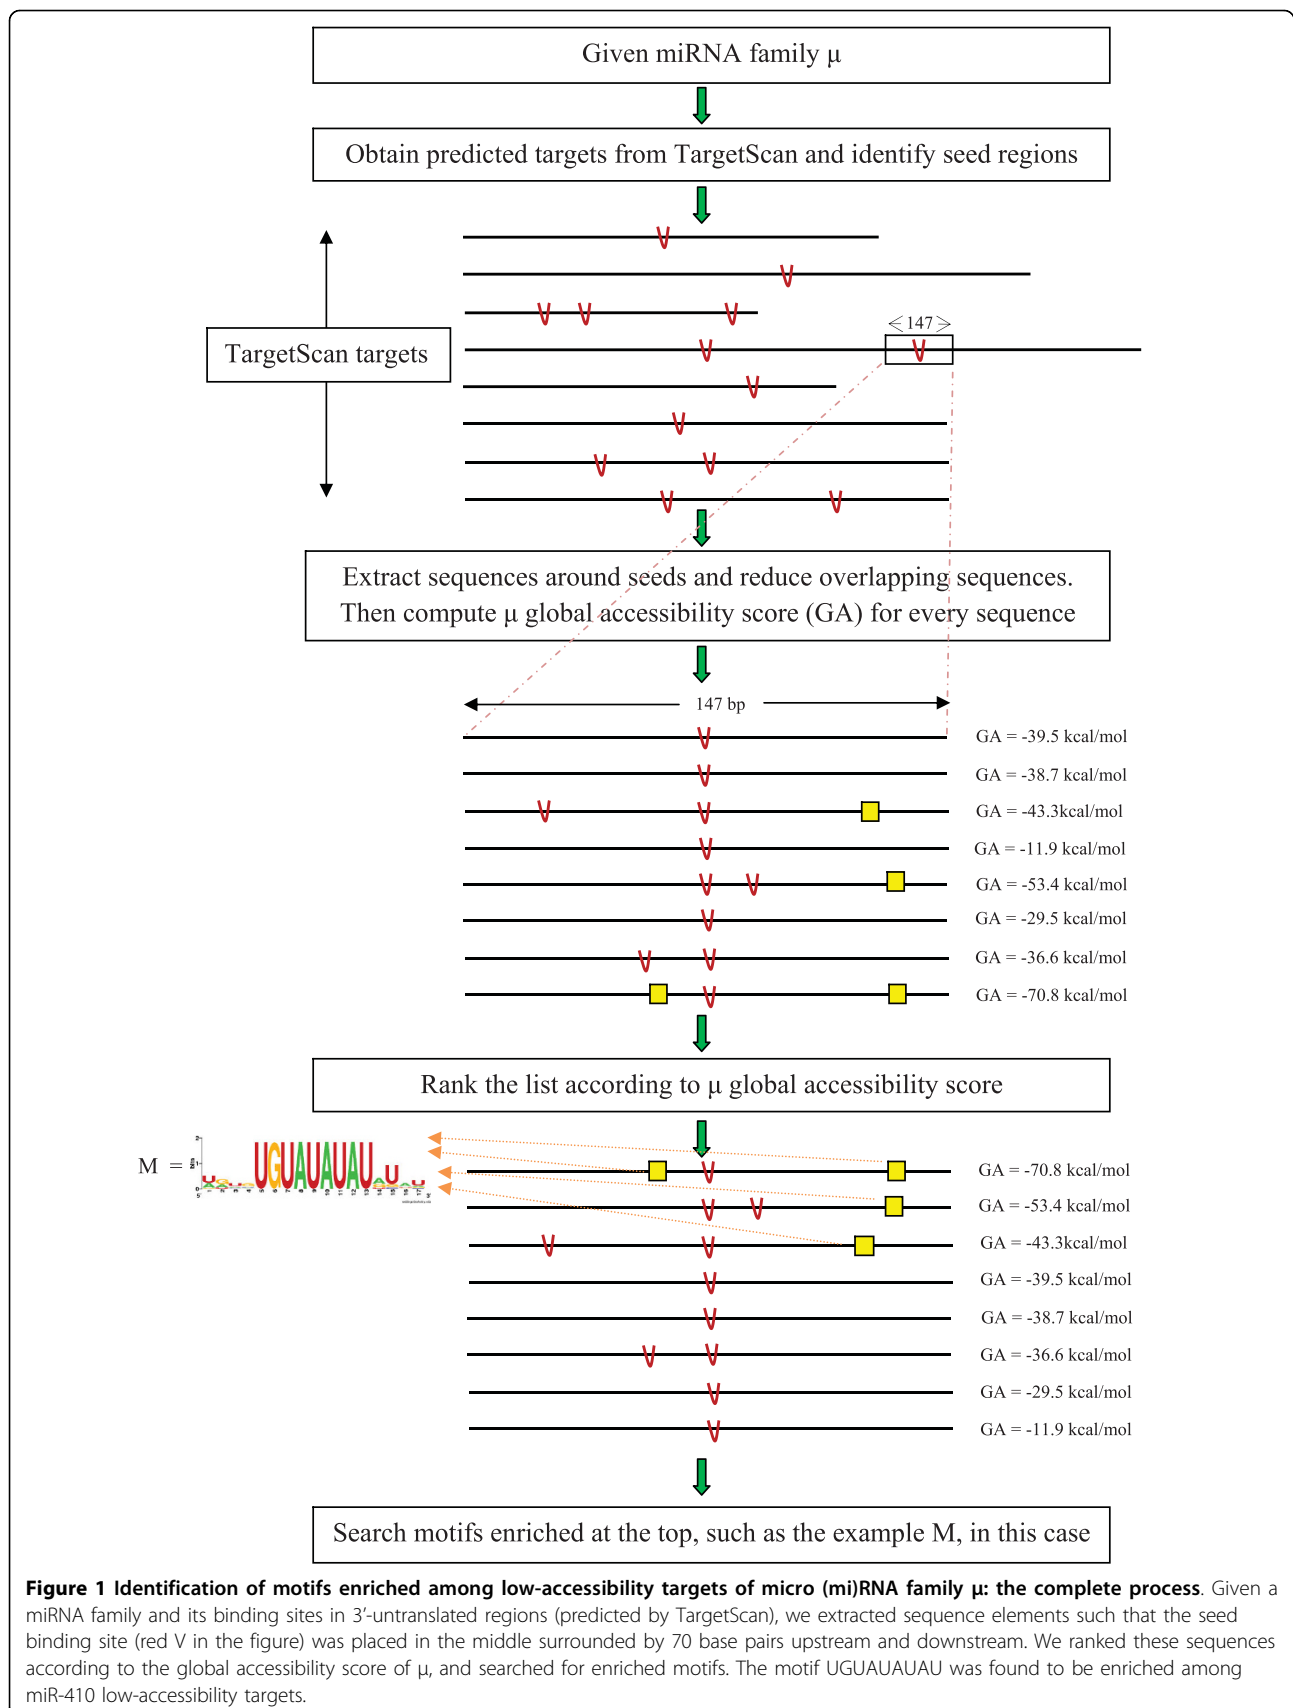 Given miRNA family μ
Obtain predicted targets from TargetScan and identify seed regions
147
TargetScan targets
Extract sequences around seeds and reduce overlapping sequences.
Then compute μ global accessibility score (GA) for every sequence
147 bp
GA = -39.5 kcal/mol
GA = -38.7 kcal/mol
GA = -43.3kcal/mol
GA = -11.9 kcal/mol
GA = -53.4 kcal/mol
GA = -29.5 kcal/mol
GA = -36.6 kcal/mol
GA = -70.8 kcal/mol
Rank the list according to μ global accessibility score
M = UGUAUAUAU
GA = -70.8 kcal/mol
GA = -53.4 kcal/mol
GA = -43.3kcal/mol
GA = -39.5 kcal/mol
GA = -38.7 kcal/mol
GA = -36.6 kcal/mol
GA = -29.5 kcal/mol
GA = -11.9 kcal/mol
Search motifs enriched at the top, such as the example M, in this case
Figure 1 Identification of motifs enriched among low-accessibility targets of micro (mi)RNA family μ: the complete process. Given a
miRNA family and its binding sites in 3'-untranslated regions (predicted by TargetScan), we extracted sequence elements such that the seed
binding site (red V in the figure) was placed in the middle surrounded by 70 base pairs upstream and downstream. We ranked these sequences
according to the global accessibility score of μ, and searched for enriched motifs. The motif UGUAUAUAU was found to be enriched among
miR-410 low-accessibility targets.